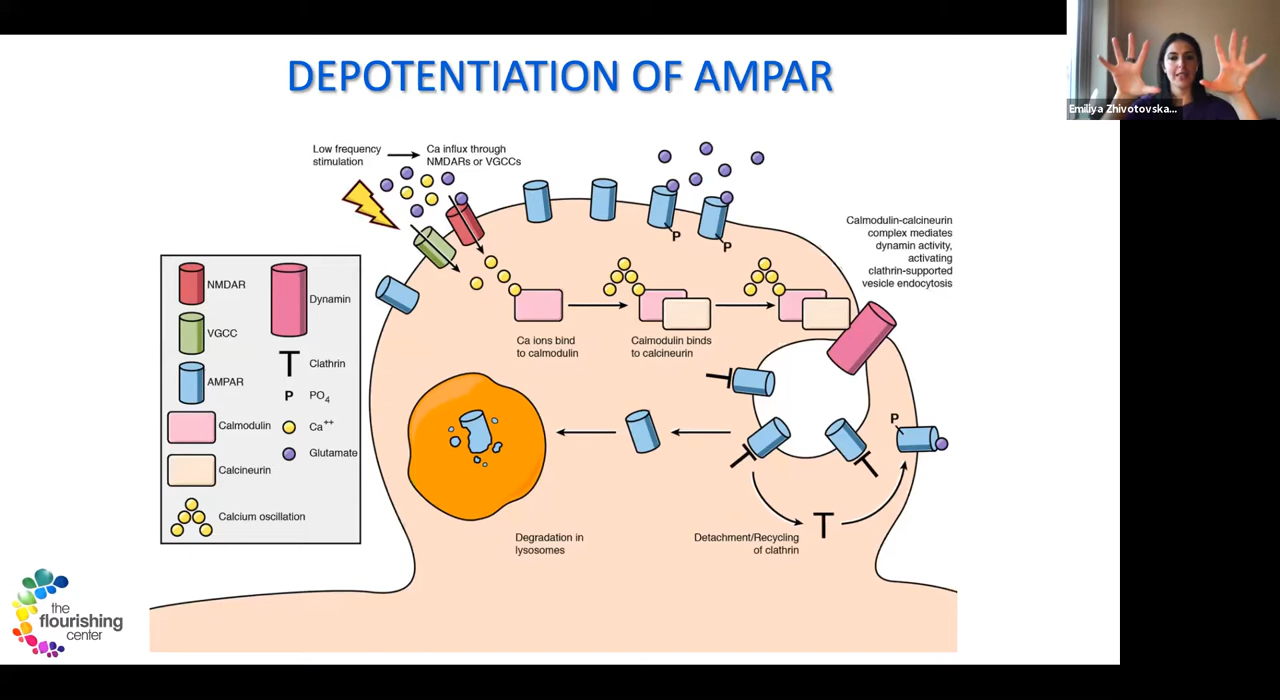 DEPOTENTIATION OF AMPAR
Emiliya Zhivotovska...
Low frequency
stimulation
Ca influx through
NMDARs or VGCCs
P
P
Calmodulin-calcineurin
complex mediates
dynamin activity,
activating
clathrin-supported
vesicle endocytosis
NMDAR
Dynamin
VGCC
T
Clathrin
AMPAR
P
PO4
Calmodulin
Ca++
Calcineurin
Glutamate
Calcium oscillation
Ca ions bind
to calmodulin
Calmodulin binds
to calcineurin
P
T
Degradation in
lysosomes
Detachment/Recycling
of clathrin
the
flourishing
center